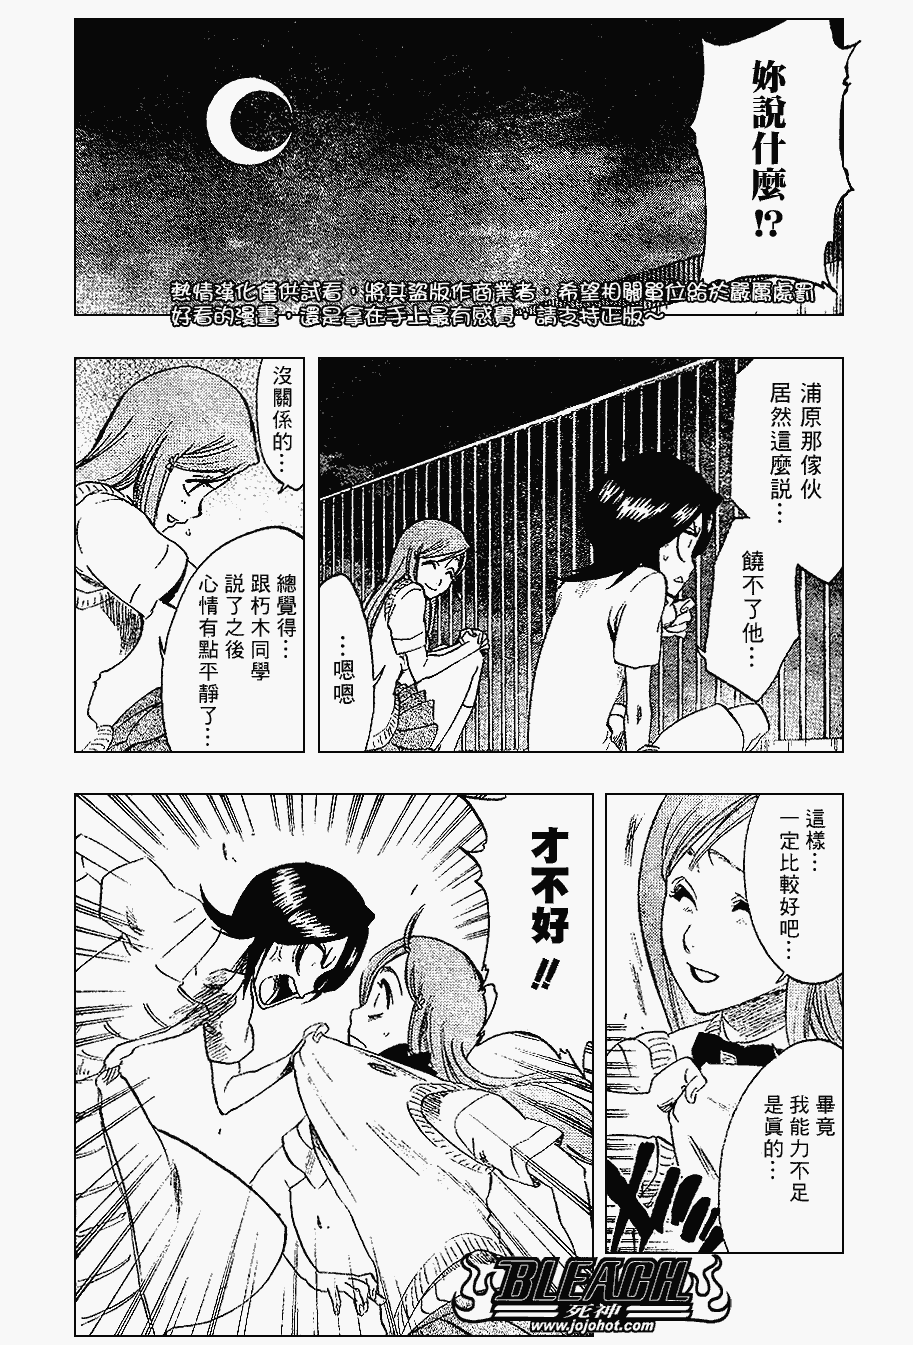 妳說什麼!?
熱情漢化僅供試看，將其盜版作商業者，希望相關單位給於嚴厲處罰
好看的漫畫，還是拿在手上最有感覺，請支持正版～
浦原那傢伙
居然這麼說…
饒不了他…
…嗯嗯
沒關係的…
總覺得…
跟朽木同學
說了之後
心情有點平靜了…
這樣…
一定比較好吧…
畢竟
我能力不足
是眞的…
才不好!!
BLEACH
死神
www.jojohot.com